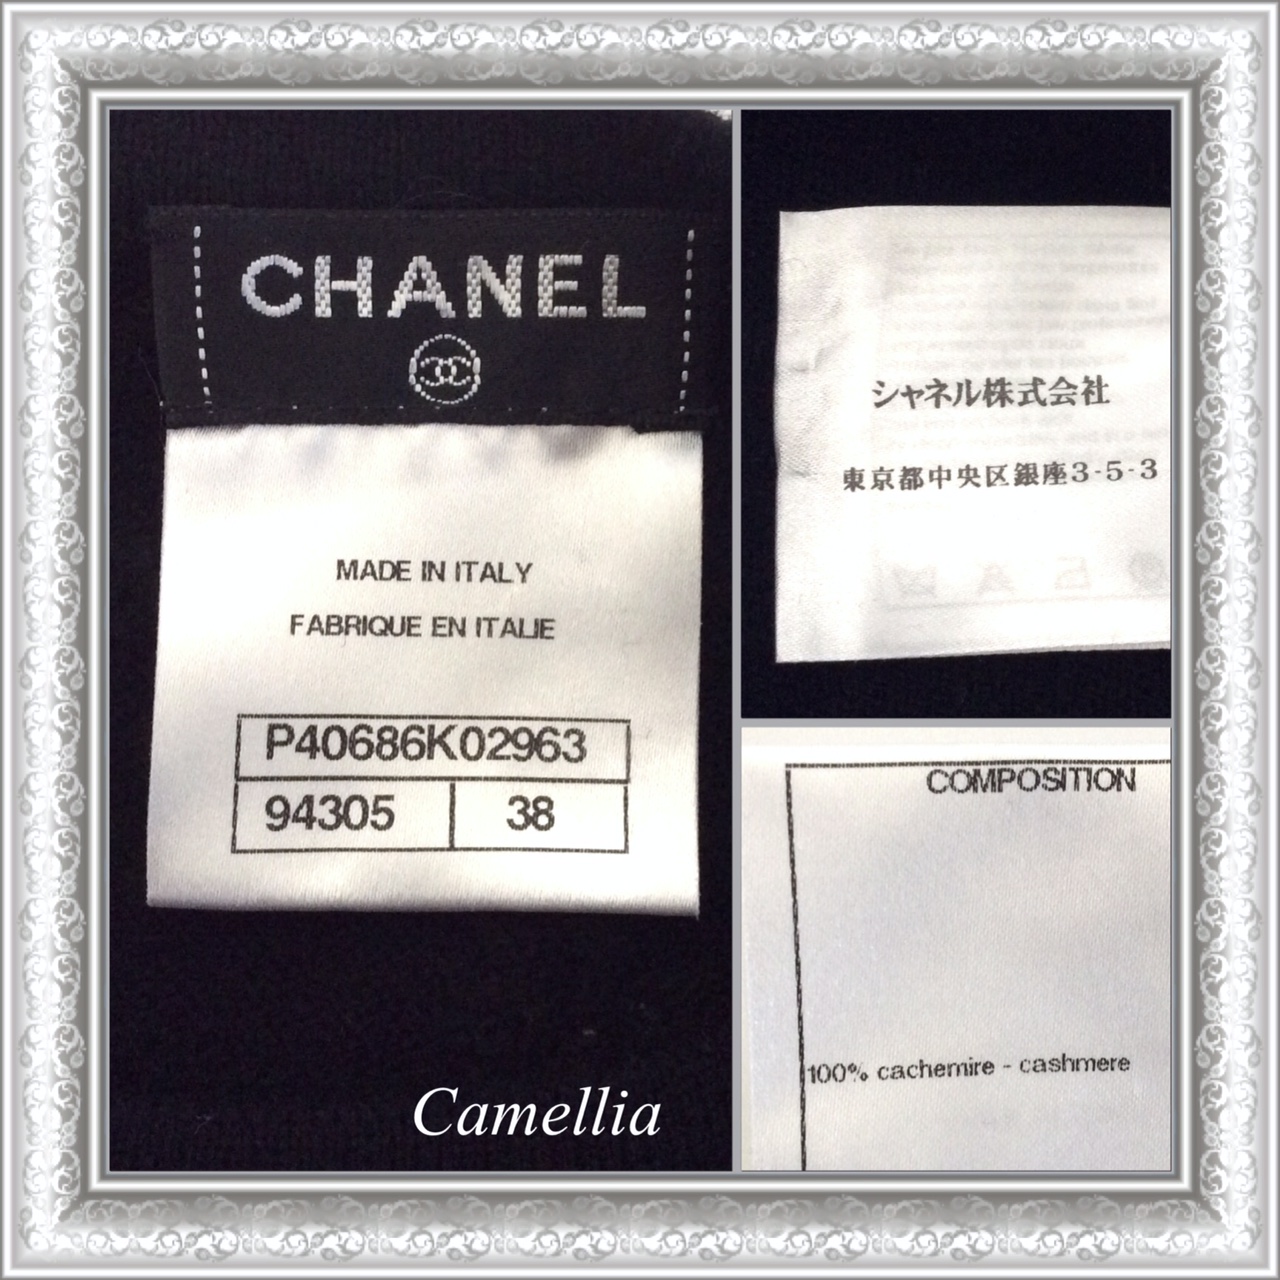 CHANEL
MADE IN ITALY
FABRIQUE EN ITALIE
P40686K02963
94305 38
Camellia
シャネル株式会社
東京都中央区銀座3-5-3
COMPOSITION
100% cachemire - cashmere